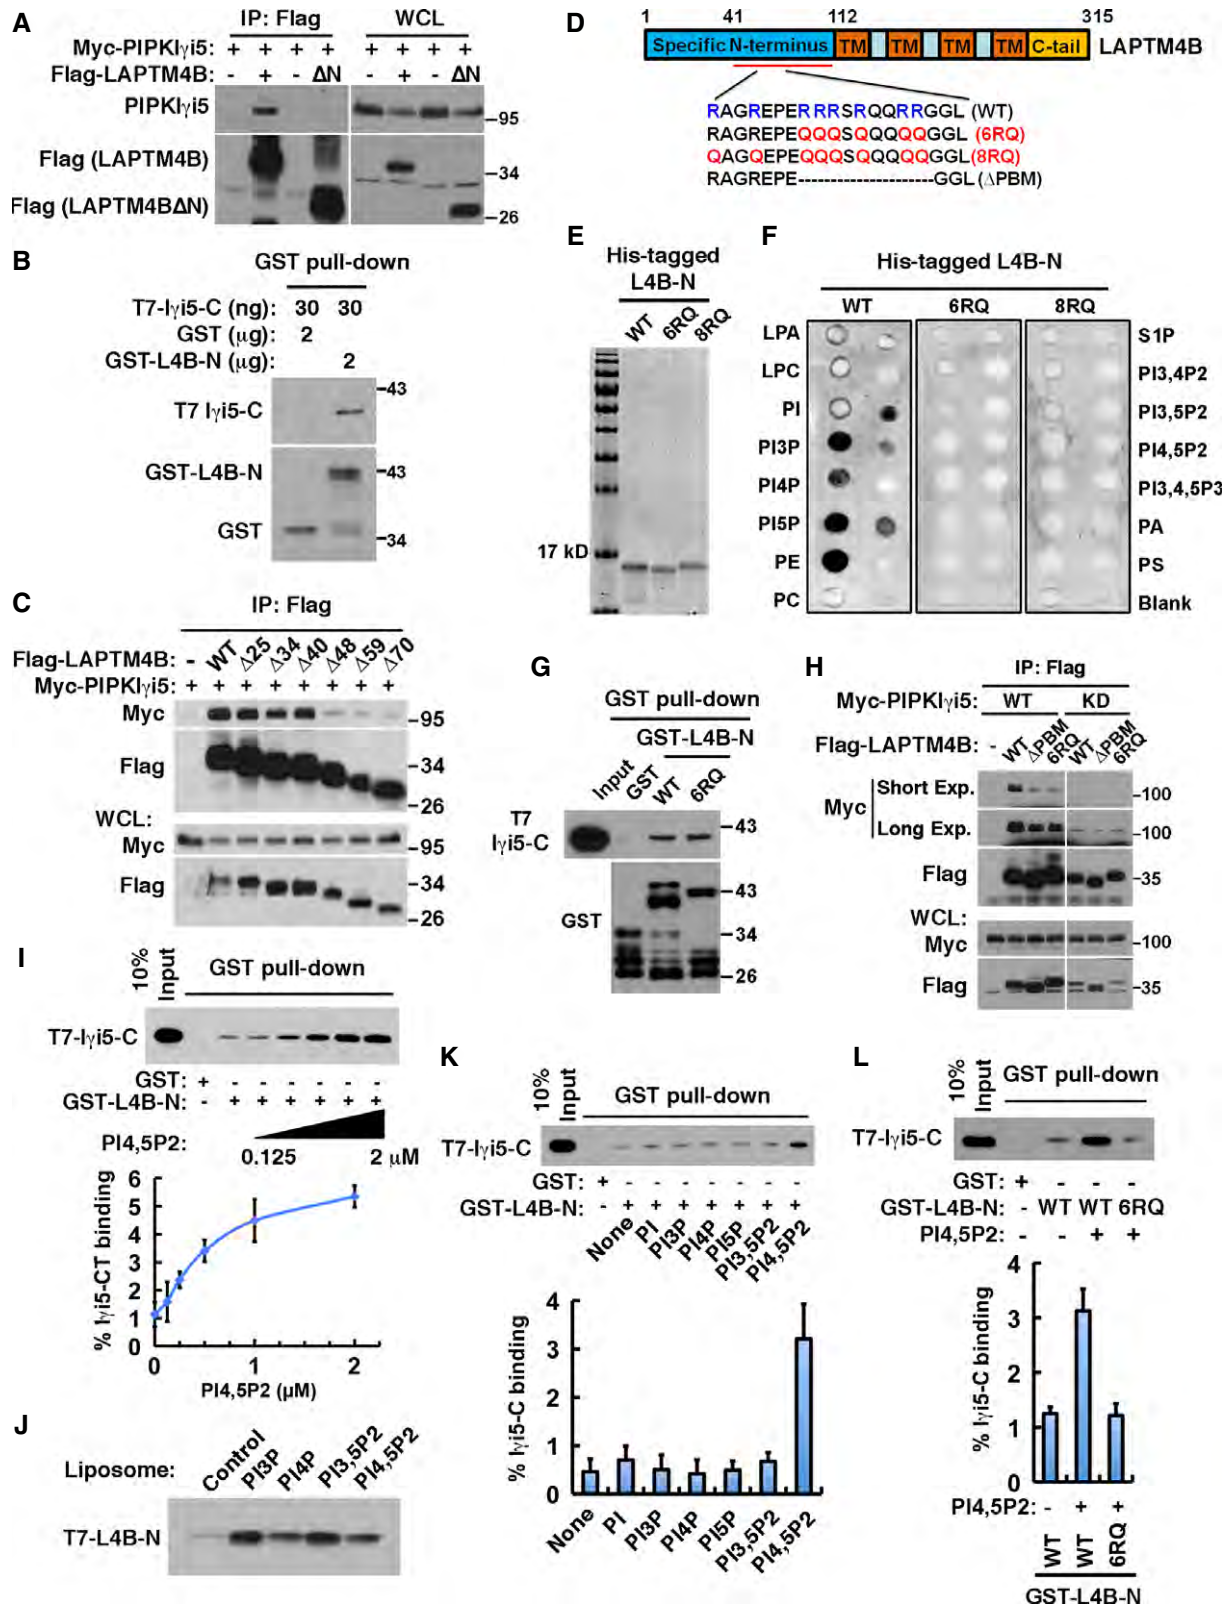 A
IP: Flag WCL
Myc-PIPKIγi5: + + + + + + + +
Flag-LAPTM4B: - + - ΔN - + - ΔN
PIPKIγi5
Flag (LAPTM4B)
Flag (LAPTM4BΔN)
-95
-34
-26
B
GST pull-down
T7-Iγi5-C (ng): 30 30
GST (μg): 2
GST-L4B-N (μg): 2
T7 Iγi5-C
GST-L4B-N
GST
-43
-43
-34
C
IP: Flag
Flag-LAPTM4B: - WT Δ25 Δ34 Δ40 Δ48 Δ59 Δ70
Myc-PIPKIγi5: + + + + + + + +
Myc
Flag
WCL:
Myc
Flag
-95
-34
-26
-95
-34
-26
D
1 41 112 315
Specific N-terminus TM TM TM TM C-tail LAPTM4B
RAGREPERRRSRQQRRGGL (WT)
RAGREPEQQQSQQQQQGGL (6RQ)
QAGQEPEQQQSQQQQQGGL (8RQ)
RAGREPE----------------------GGL (ΔPBM)
E
His-tagged
L4B-N
WT 6RQ 8RQ
17 kD
F
His-tagged L4B-N
WT 6RQ 8RQ
LPA
LPC
PI
PI3P
PI4P
PI5P
PE
PC
S1P
PI3,4P2
PI3,5P2
PI4,5P2
PI3,4,5P3
PA
PS
Blank
G
GST pull-down
GST-L4B-N
Input GST WT 6RQ
T7
Iγi5-C
GST
-43
-43
-34
-26
H
IP: Flag
Myc-PIPKIγi5: WT KD
Flag-LAPTM4B: - WT ΔPBM 6RQ WT ΔPBM 6RQ
Myc
Short Exp.
Long Exp.
Flag
WCL:
Myc
Flag
-100
-100
-35
-100
-35
I
10%
Input
GST pull-down
T7-Iγi5-C
GST: + - - - - - -
GST-L4B-N: - + + + + + +
PI4,5P2:
0.125 2 μM
% Iγi5-CT binding
6
5
4
3
2
1
0
0 1 2
PI4,5P2 (μM)
J
Liposome: Control PI3P PI4P PI3,5P2 PI4,5P2
T7-L4B-N
K
10%
Input
GST pull-down
T7-Iγi5-C
GST: + - - - - - - -
GST-L4B-N: - + + + + + + +
None PI PI3P PI4P PI5P PI3,5P2 PI4,5P2
% Iγi5-C binding
4
3
2
1
0
None PI PI3P PI4P PI5P PI3,5P2 PI4,5P2
L
10%
Input
GST pull-down
T7-Iγi5-C
GST: + - - -
GST-L4B-N: - WT WT 6RQ
PI4,5P2: - - + +
% Iγi5-C binding
4
3
2
1
0
PI4,5P2: - + +
WT WT 6RQ
GST-L4B-N